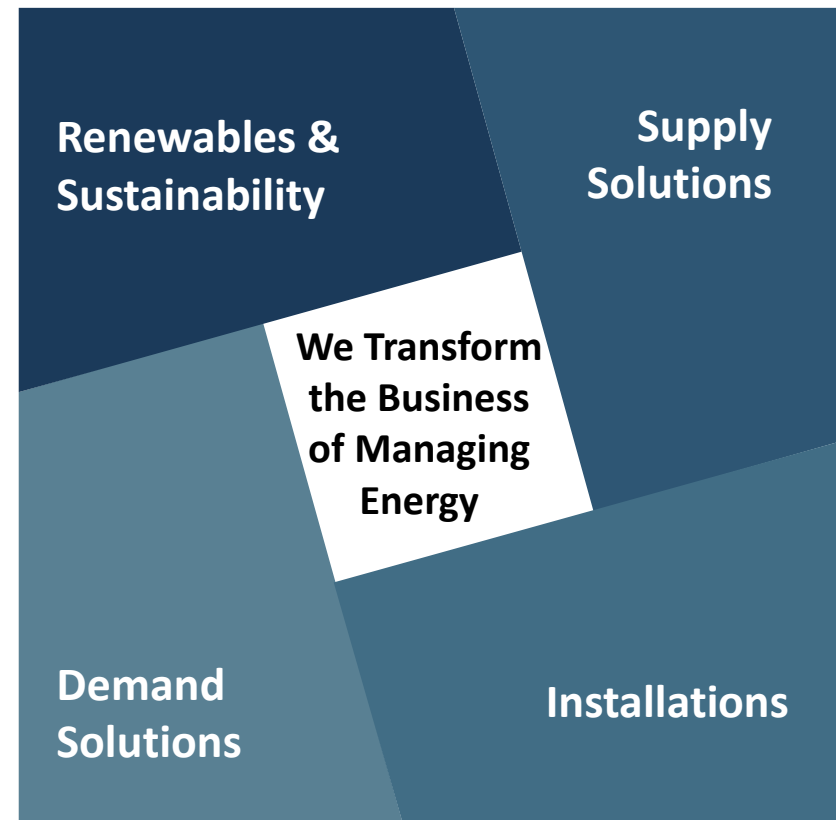 Renewables &
Sustainability
Supply
Solutions
We Transform
the Business
of Managing
Energy
Demand
Solutions
Installations